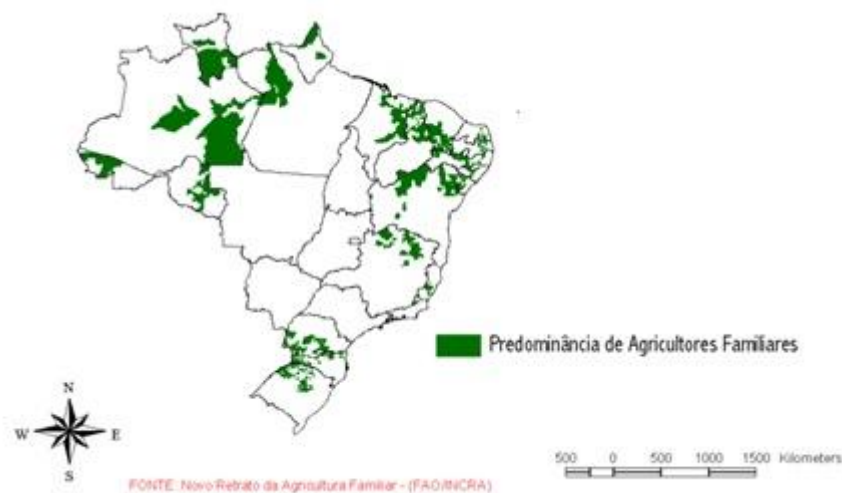 Predominância de Agricultores Familiares
N
W E
S
500 0 500 1000 1500 Kilometers
FONTE: Novo Retrato da Agricultura Familiar - (FAO/INCRA)